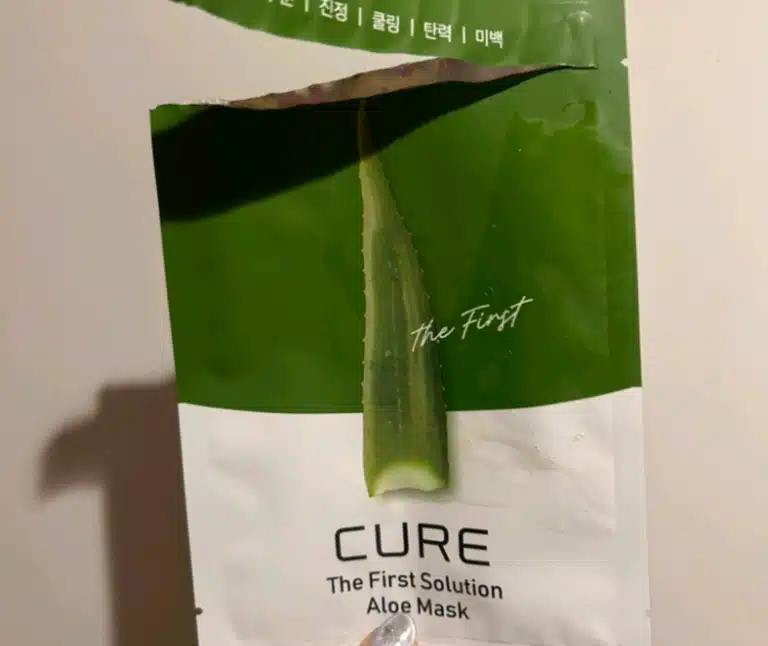 | 진정 | 쿨링 | 탄력 | 미백
the First
CURE
The First Solution
Aloe Mask